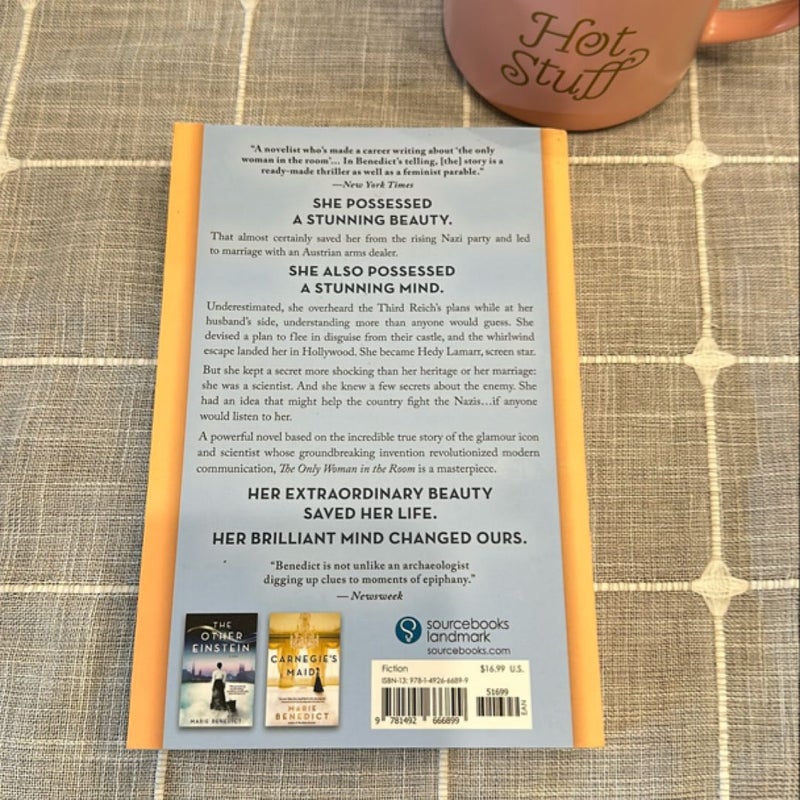 Hot
Stuff
"A novelist who's made a career writing about 'the only
woman in the room'... In Benedict's telling, [the] story is a
ready-made thriller as well as a feminist parable."
—New York Times
SHE POSSESSED
A STUNNING BEAUTY.
That almost certainly saved her from the rising Nazi party and led
to marriage with an Austrian arms dealer.
SHE ALSO POSSESSED
A STUNNING MIND.
Underestimated, she overheard the Third Reich's plans while at her
husband's side, understanding more than anyone would guess. She
devised a plan to flee in disguise from their castle, and the whirlwind
escape landed her in Hollywood. She became Hedy Lamarr, screen star.
But she kept a secret more shocking than her heritage or her marriage:
she was a scientist. And she knew a few secrets about the enemy. She
had an idea that might help the country fight the Nazis...if anyone
would listen to her.
A powerful novel based on the incredible true story of the glamour icon
and scientist whose groundbreaking invention revolutionized modern
communication, The Only Woman in the Room is a masterpiece.
HER EXTRAORDINARY BEAUTY
SAVED HER LIFE.
HER BRILLIANT MIND CHANGED OURS.
"Benedict is not unlike an archaeologist
digging up clues to moments of epiphany."
—Newsweek
THE
OTHER
EINSTEIN
MARIE BENEDICT
CARNEGIE'S
MAID
MARIE
BENEDICT
sourcebooks
landmark
sourcebooks.com
Fiction $16.99 U.S.
ISBN-13: 978-1-4926-6689-9
51699
EAN
9 781492 666899